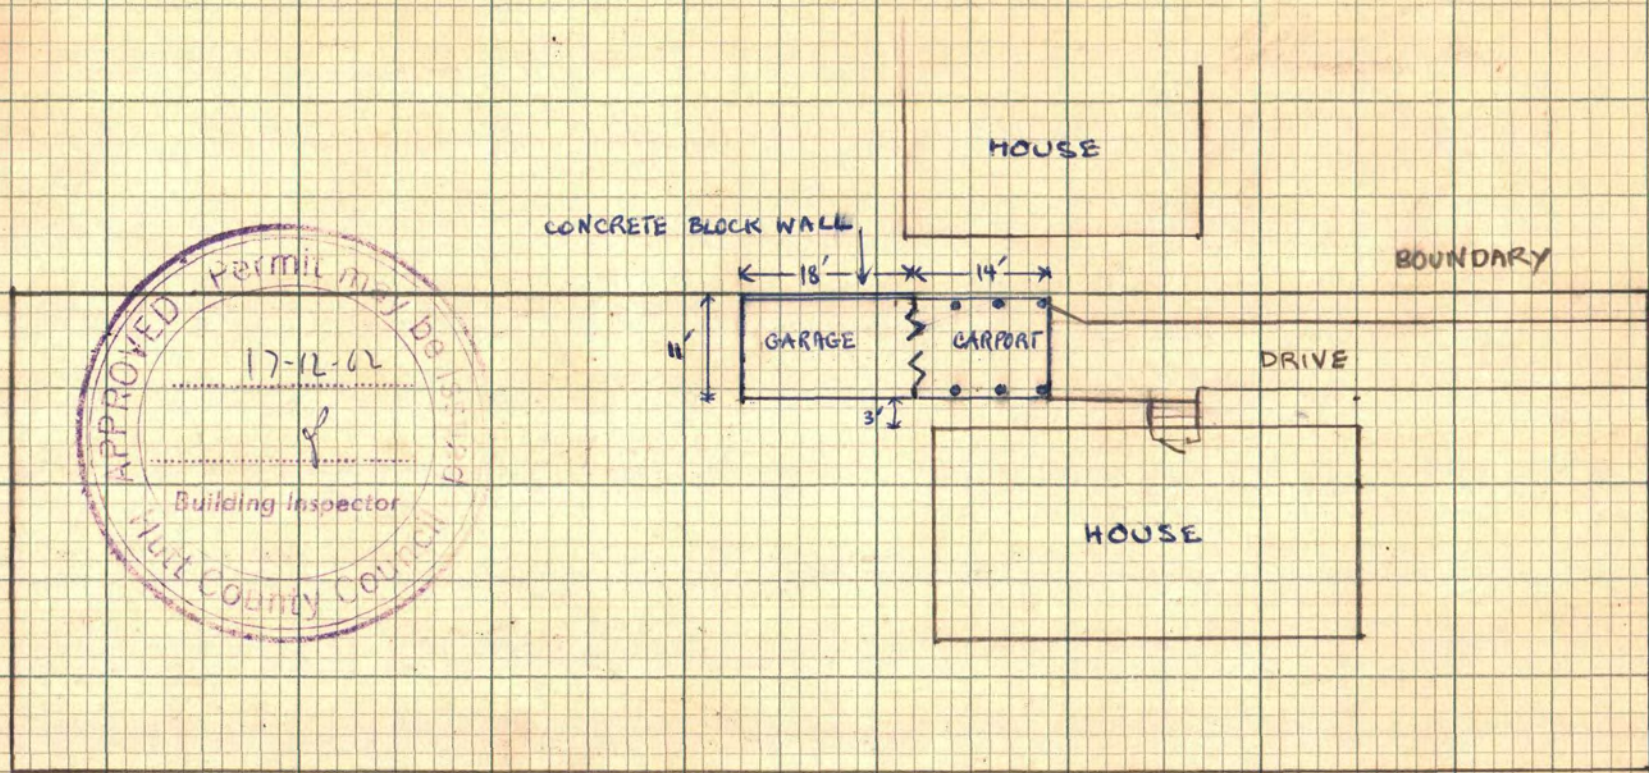 HOUSE
CONCRETE BLOCK WALL
18'
14'
BOUNDARY
11'
GARAGE
CARPORT
DRIVE
3'
HOUSE
APPROVED - Permit may be issued
17-12-62
Building Inspector
Hutt County Council